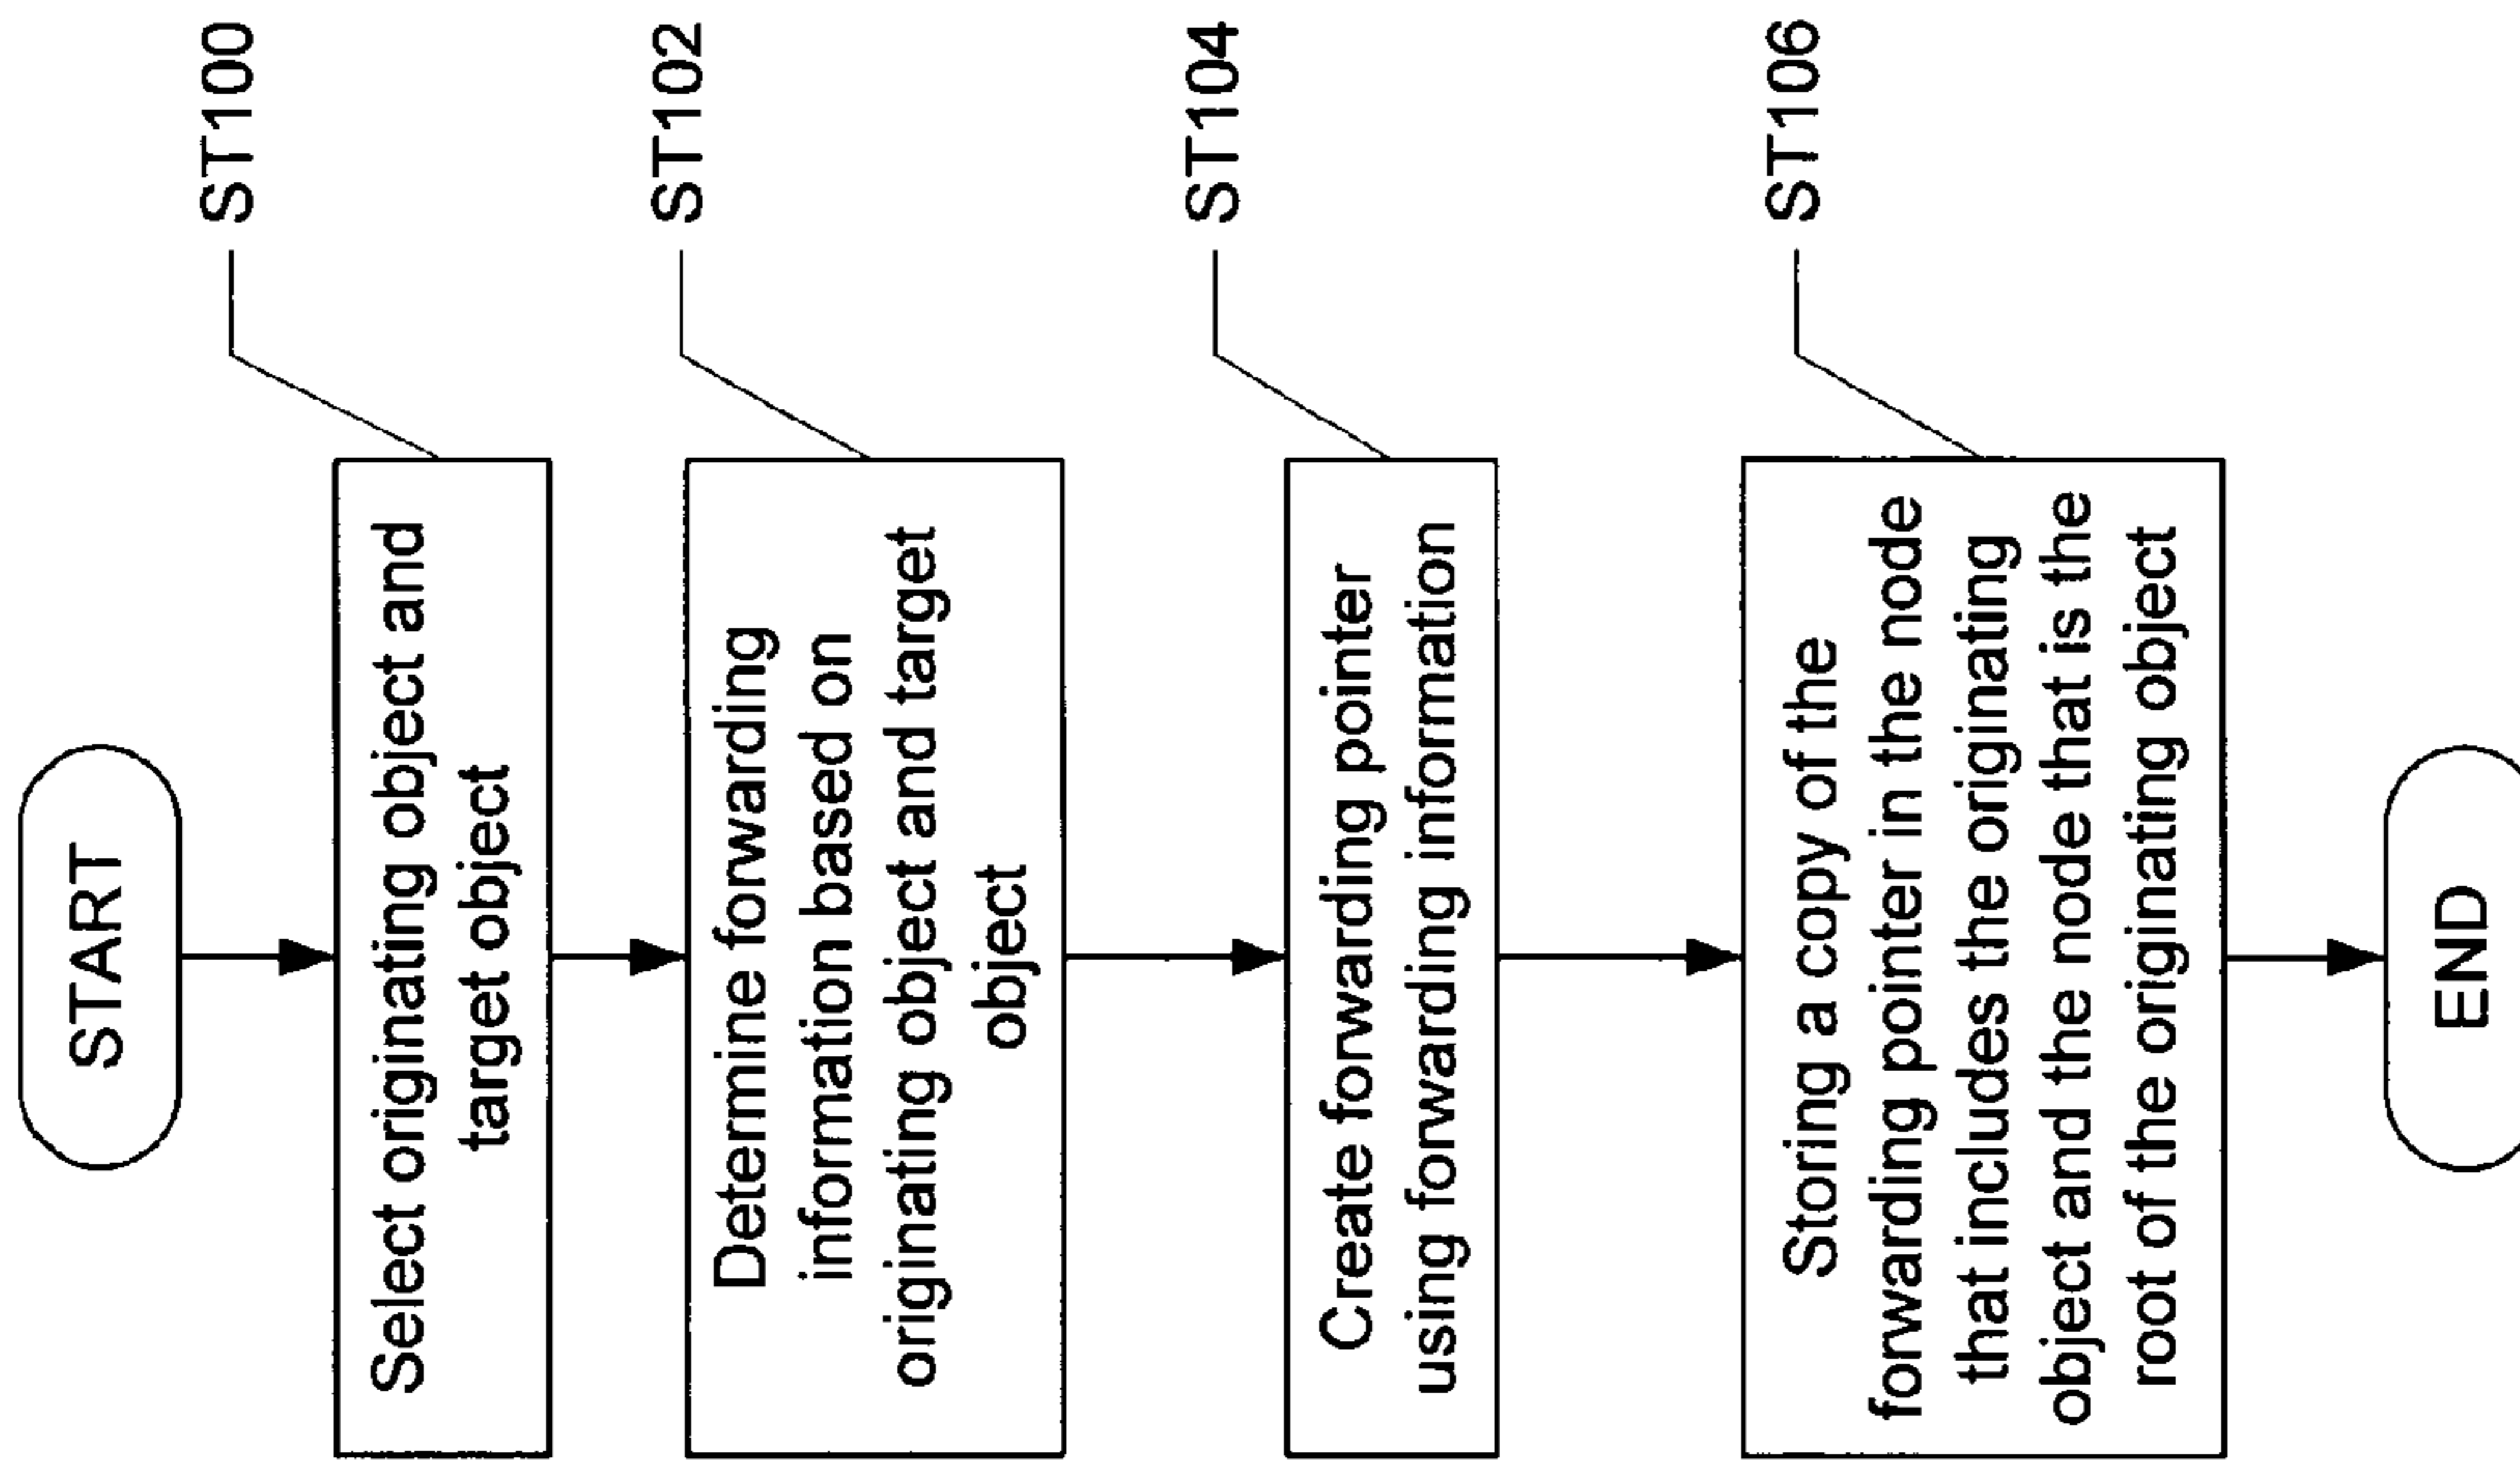 START
ST100
Select originating object and
target object
ST102
Determine forwarding
information based on
originating object and target
object
ST104
Create forwarding pointer
using forwarding information
ST106
Storing a copy of the
forwarding pointer in the node
that includes the originating
object and the node that is the
root of the originating object
END